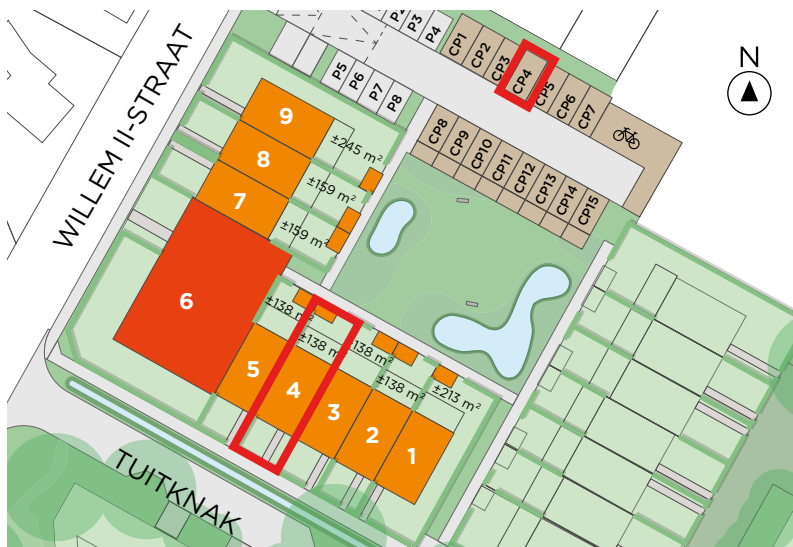 P2
P3
P4
CP1
CP2
CP3
CP4
CP5
CP6
CP7
N
P5
P6
P7
P8
CP8
CP9
CP10
CP11
CP12
CP13
CP14
CP15
WILLEM II-STRAAT
9
±245 m²
8
±159 m²
7
±159 m²
6
±138 m²
±138 m²
±138 m²
±138 m²
±213 m²
5
4
3
2
1
TUITKNAK